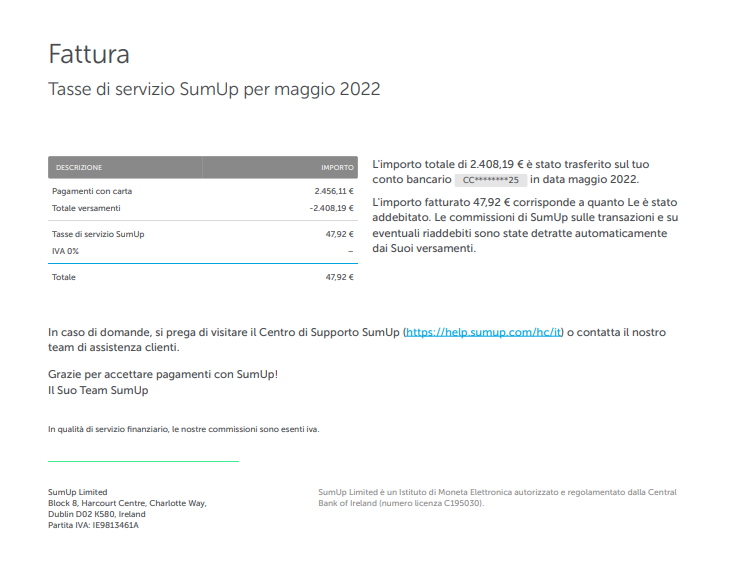 Fattura
Tasse di servizio SumUp per maggio 2022
DESCRIZIONE IMPORTO
Pagamenti con carta 2.456,11 €
Totale versamenti -2.408,19 €
Tasse di servizio SumUp 47,92 €
IVA 0% –
Totale 47,92 €
L'importo totale di 2.408,19 € è stato trasferito sul tuo
conto bancario CC********25 in data maggio 2022.
L'importo fatturato 47,92 € corrisponde a quanto Le è stato
addebitato. Le commissioni di SumUp sulle transazioni e su
eventuali riaddebiti sono state detratte automaticamente
dai Suoi versamenti.
In caso di domande, si prega di visitare il Centro di Supporto SumUp (https://help.sumup.com/hc/it) o contatta il nostro
team di assistenza clienti.
Grazie per accettare pagamenti con SumUp!
Il Suo Team SumUp
In qualità di servizio finanziario, le nostre commissioni sono esenti iva.
SumUp Limited
Block 8, Harcourt Centre, Charlotte Way,
Dublin D02 K580, Ireland
Partita IVA: IE9813461A
SumUp Limited è un Istituto di Moneta Elettronica autorizzato e regolamentato dalla Central
Bank of Ireland (numero licenza C195030).